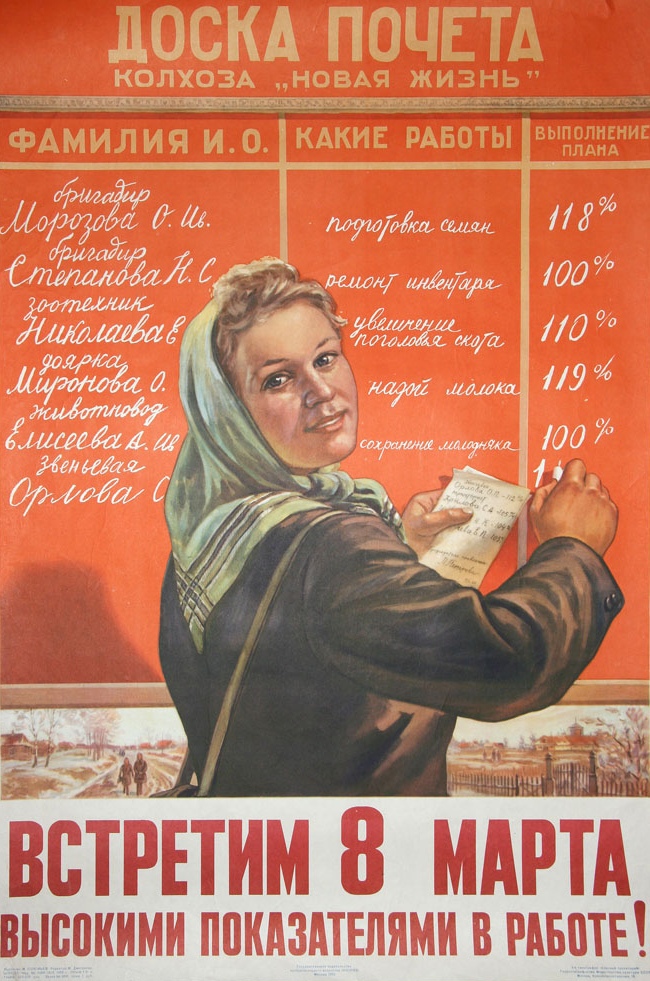 ДОСКА ПОЧЕТА
КОЛХОЗА „НОВАЯ ЖИЗНЬ"
ФАМИЛИЯ И.О. КАКИЕ РАБОТЫ ВЫПОЛНЕНИЕ ПЛАНА
бригадир
Морозова О. Ив. подготовка семян 118%
бригадир
Степанова Н. С. ремонт инвентаря 100%
зоотехник
Николаева Е увеличение поголовья скота 110%
доярка
Миронова О. надой молока 119%
животновод
Елисеева А. Ив сохранение молодняка 100%
звеньевая
Орлова С 1
Орлова
ВСТРЕТИМ 8 МАРТА
ВЫСОКИМИ ПОКАЗАТЕЛЯМИ В РАБОТЕ!